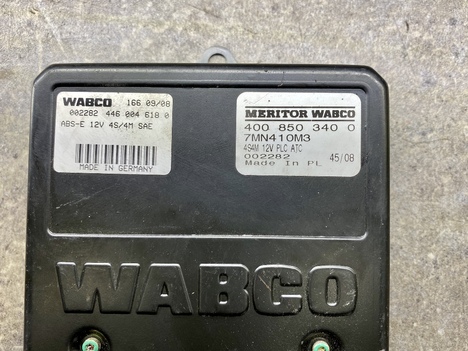 WABCO 166 09/08
002282 446 004 618 0
ABS-E 12V 4S/4M SAE
MADE IN GERMANY
MERITOR WABCO
400 850 340 0
7MN410M3
4S4M 12V PLC ATC
002282 45/08
Made In PL
WABCO